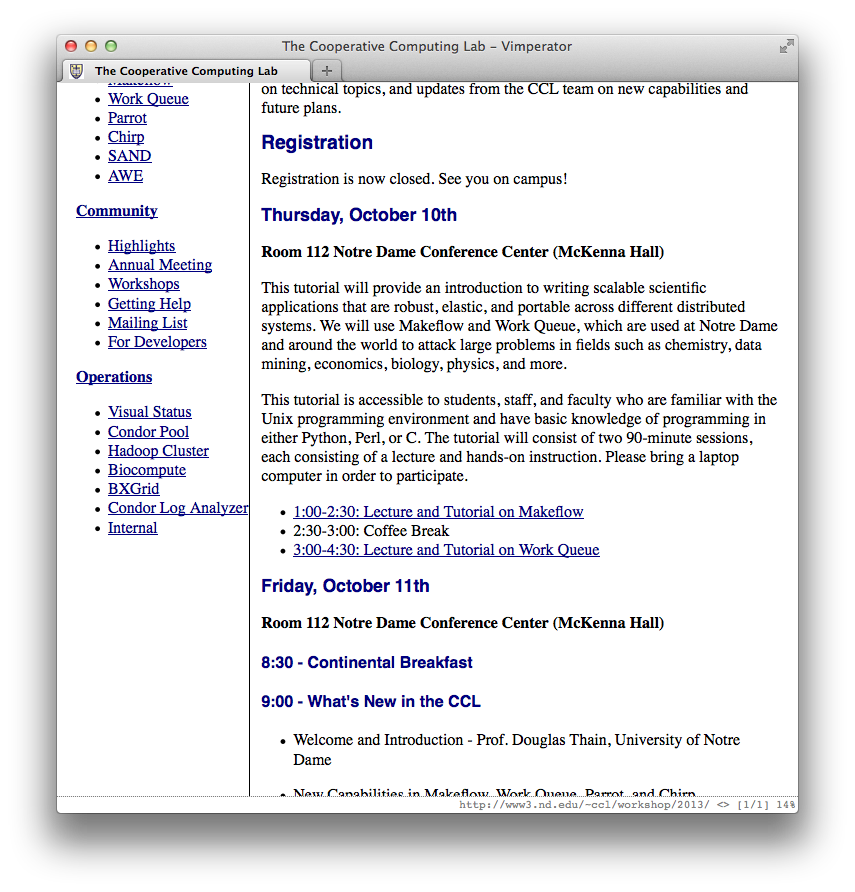 The Cooperative Computing Lab – Vimperator
The Cooperative Computing Lab
Makeflow
Work Queue
Parrot
Chirp
SAND
AWE
Community
Highlights
Annual Meeting
Workshops
Getting Help
Mailing List
For Developers
Operations
Visual Status
Condor Pool
Hadoop Cluster
Biocompute
BXGrid
Condor Log Analyzer
Internal
on technical topics, and updates from the CCL team on new capabilities and
future plans.
Registration
Registration is now closed. See you on campus!
Thursday, October 10th
Room 112 Notre Dame Conference Center (McKenna Hall)
This tutorial will provide an introduction to writing scalable scientific
applications that are robust, elastic, and portable across different distributed
systems. We will use Makeflow and Work Queue, which are used at Notre Dame
and around the world to attack large problems in fields such as chemistry, data
mining, economics, biology, physics, and more.
This tutorial is accessible to students, staff, and faculty who are familiar with the
Unix programming environment and have basic knowledge of programming in
either Python, Perl, or C. The tutorial will consist of two 90-minute sessions,
each consisting of a lecture and hands-on instruction. Please bring a laptop
computer in order to participate.
1:00-2:30: Lecture and Tutorial on Makeflow
2:30-3:00: Coffee Break
3:00-4:30: Lecture and Tutorial on Work Queue
Friday, October 11th
Room 112 Notre Dame Conference Center (McKenna Hall)
8:30 - Continental Breakfast
9:00 - What's New in the CCL
Welcome and Introduction - Prof. Douglas Thain, University of Notre
Dame
New Capabilities in Makeflow, Work Queue, Parrot, and Chirp
http://www3.nd.edu/~ccl/workshop/2013/ <> [1/1] 14%